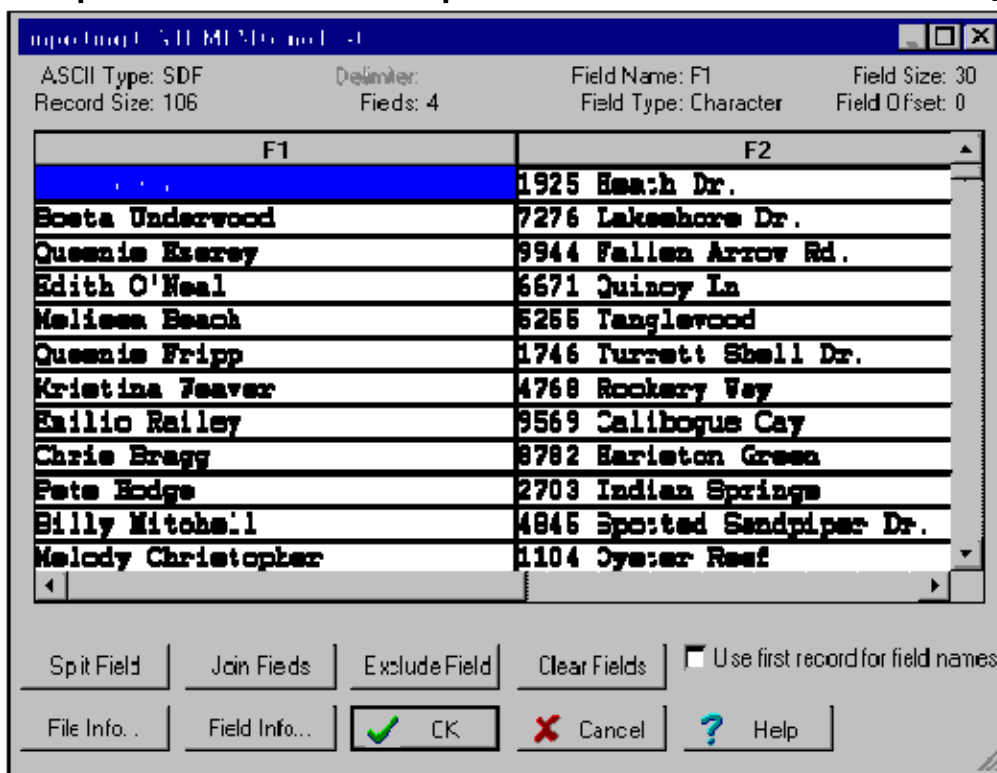 ASCII Type: SDF Delimiter: Field Name: F1 Field Size: 30
Record Size: 106 Fields: 4 Field Type: Character Field Offset: 0
F1 F2
1925 Heath Dr.
Underwood 7276 Lakeshore Dr.
Queenie 9944 Fallen Arrow Rd.
Edith O'Neal 6671 Quincy Ln
Melissa Beach 5255 Tanglewood
Queenie Fripp 1746 Turrett Shell Dr.
Kristina Weaver 4768 Rookery Way
Emilio Railey 9569 Calibogue Cay
Chris Bragg 8782 Harleston Green
Pete Hodge 2703 Indian Springs
Billy Mitchell 4845 Spotted Sandpiper Dr.
Melody Christopher 1104 Oyster Reef
Split Field Join Fields Exclude Field Clear Fields Use first record for field names
File Info... Field Info... OK Cancel Help